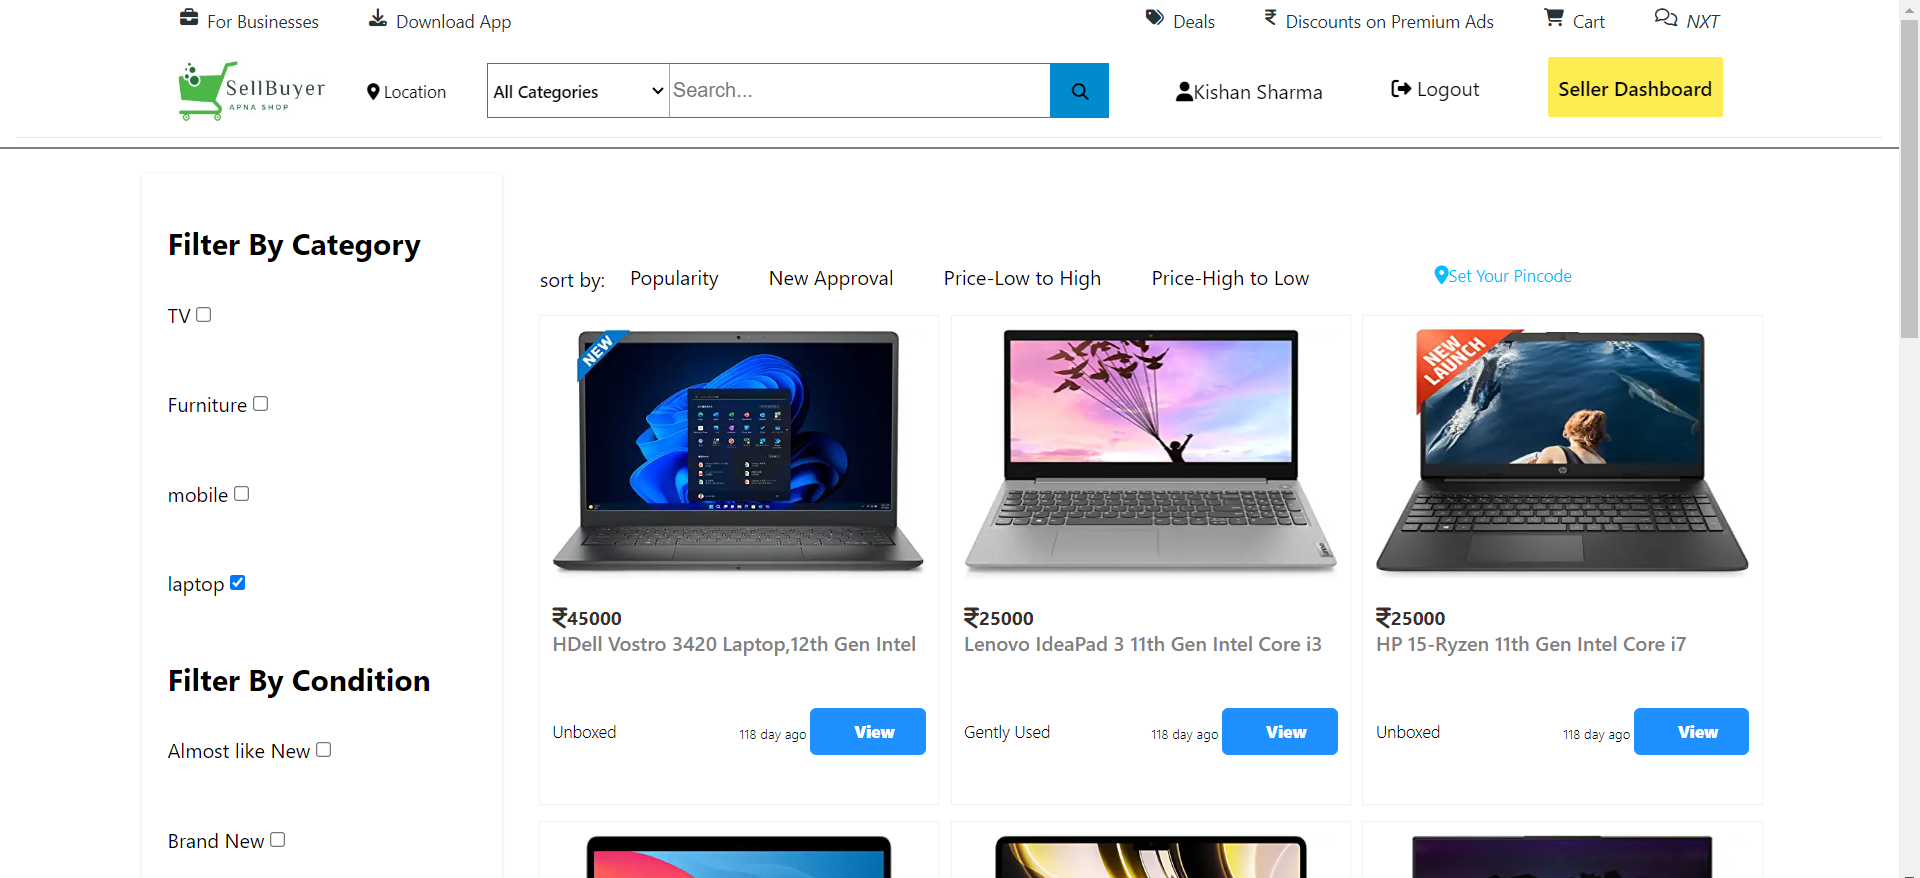 For Businesses Download App Deals Discounts on Premium Ads Cart NXT
SellBuyer
APNA SHOP
Location All Categories Search... Kishan Sharma Logout Seller Dashboard
Filter By Category
TV
Furniture
mobile
laptop
Filter By Condition
Almost like New
Brand New
sort by: Popularity New Approval Price-Low to High Price-High to Low Set Your Pincode
NEW
₹45000
HDell Vostro 3420 Laptop,12th Gen Intel
Unboxed 118 day ago View
Lenovo
₹25000
Lenovo IdeaPad 3 11th Gen Intel Core i3
Gently Used 118 day ago View
NEW
LAUNCH
hp
₹25000
HP 15-Ryzen 11th Gen Intel Core i7
Unboxed 118 day ago View